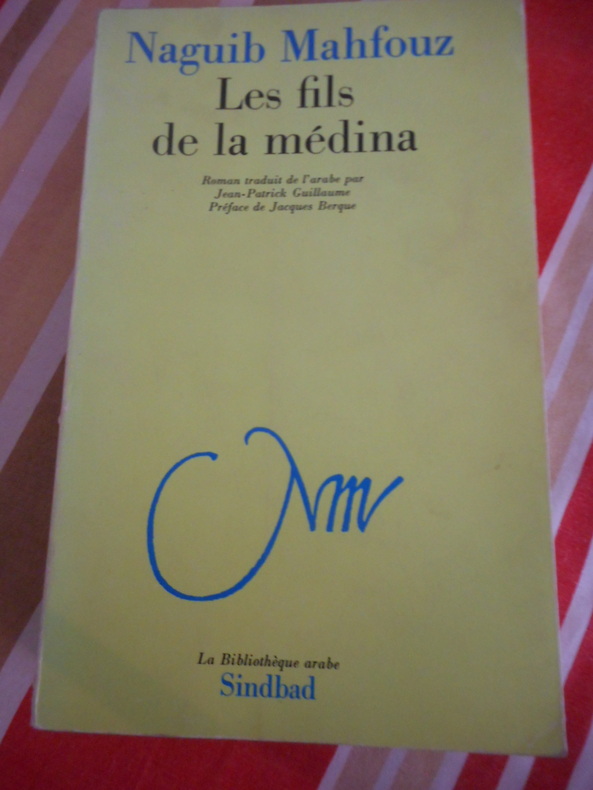 Naguib Mahfouz
Les fils
de la médina
Roman traduit de l'arabe par
Jean-Patrick Guillaume
Préface de Jacques Berque
NM
La Bibliothèque arabe
Sindbad